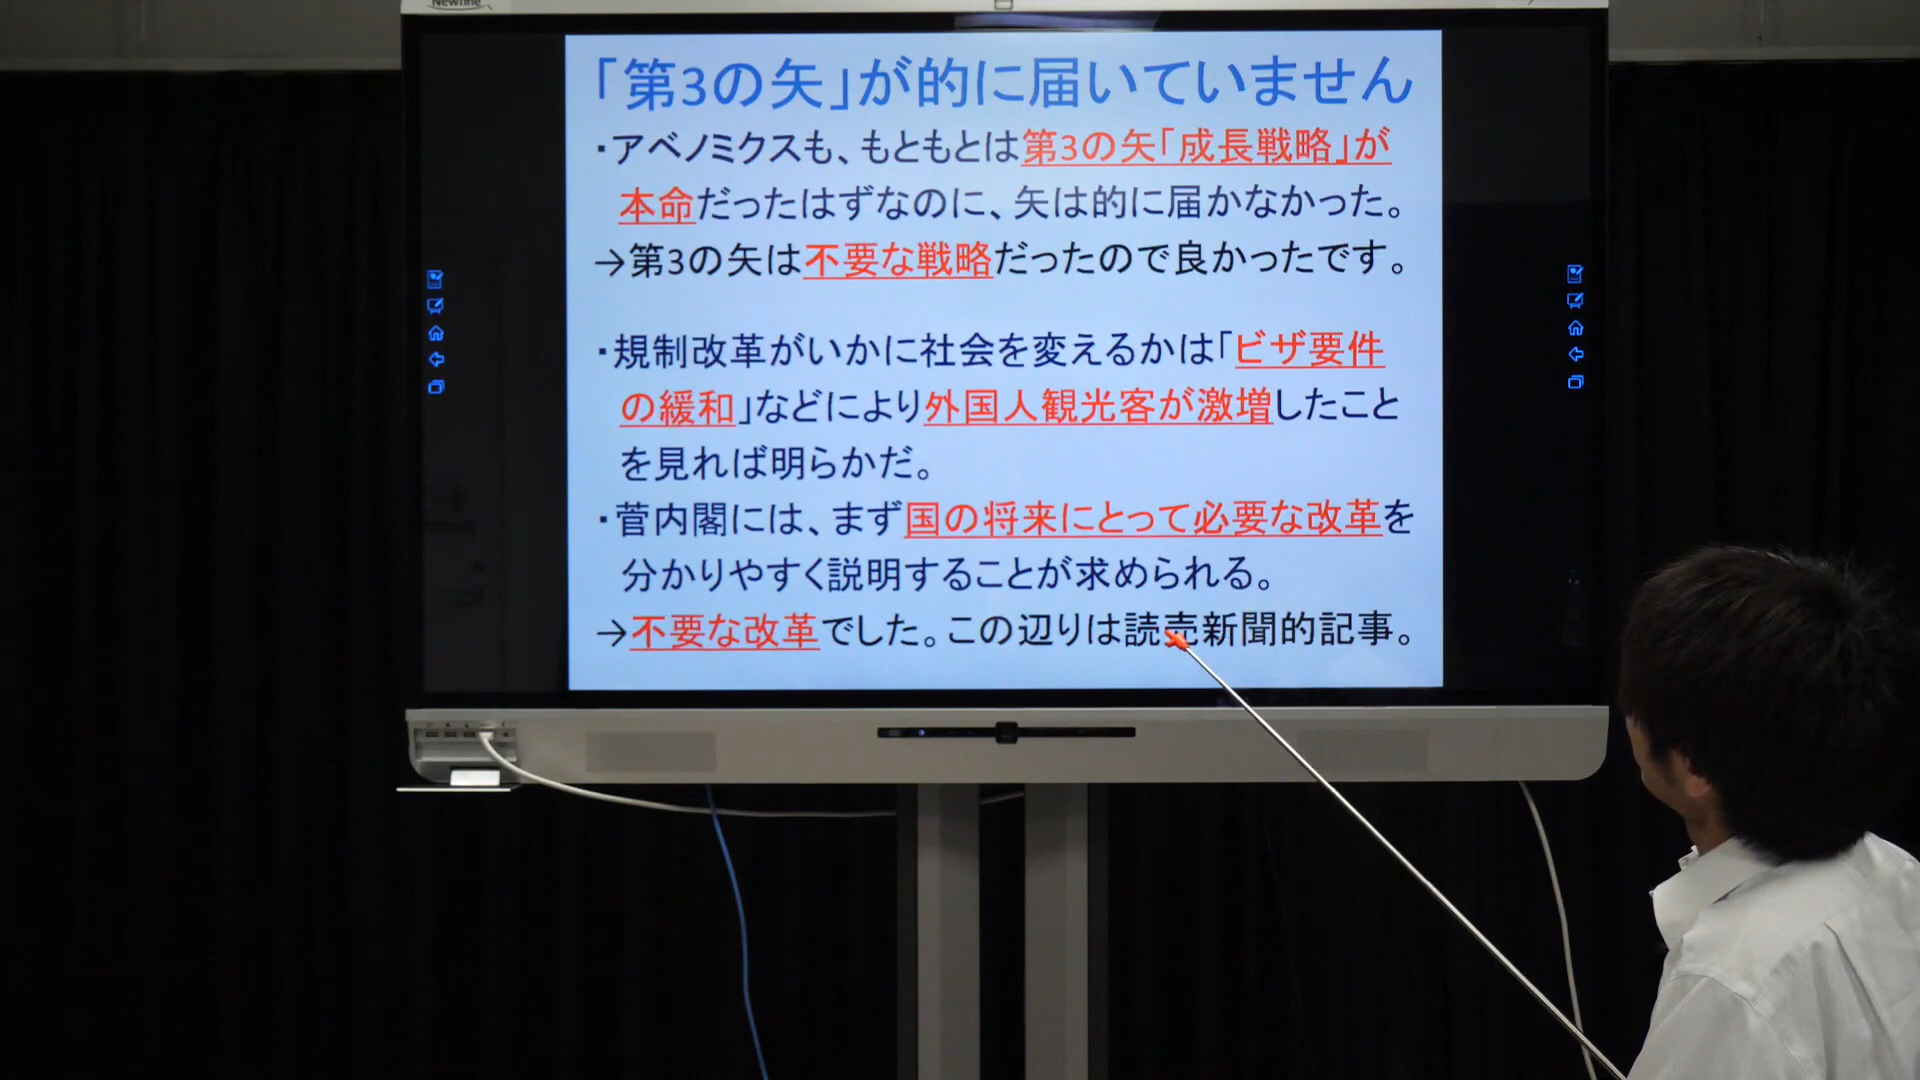 Newline
「第3の矢」が的に届いていません
・アベノミクスも、もともとは第3の矢「成長戦略」が
本命だったはずなのに、矢は的に届かなかった。
→第3の矢は不要な戦略だったので良かったです。
・規制改革がいかに社会を変えるかは「ビザ要件
の緩和」などにより外国人観光客が激増したこと
を見れば明らかだ。
・菅内閣には、まず国の将来にとって必要な改革を
分かりやすく説明することが求められる。
→不要な改革でした。この辺りは読売新聞的記事。